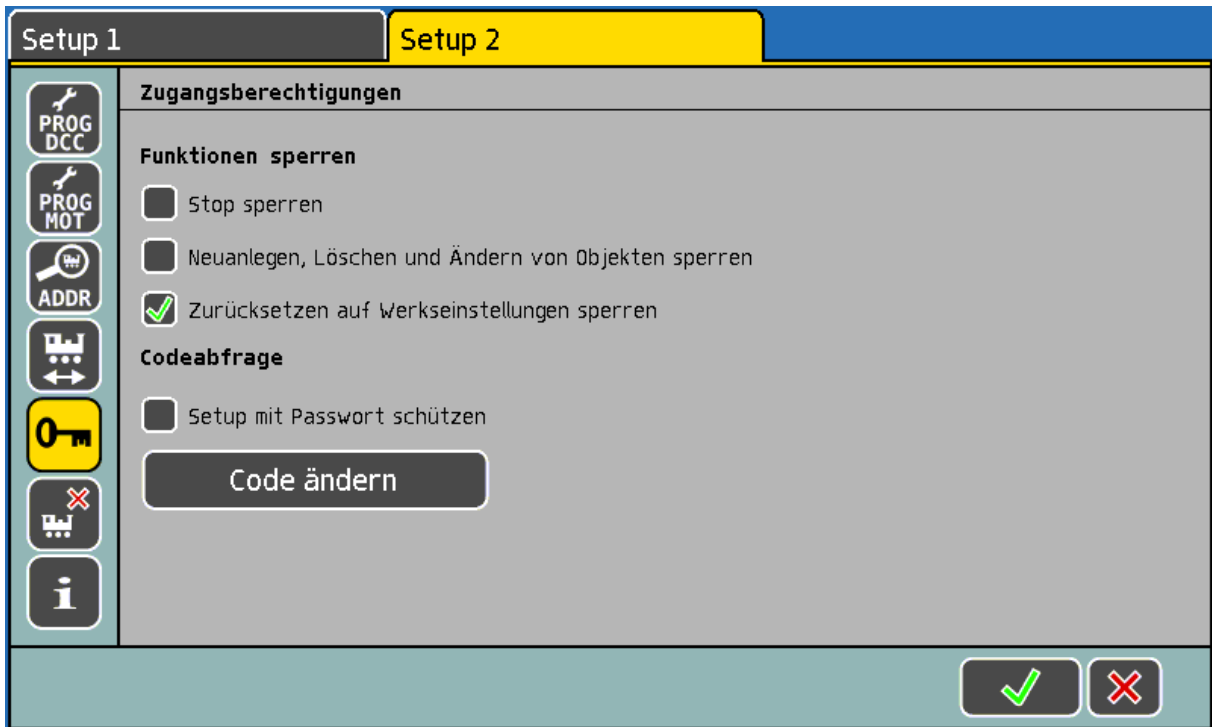 Setup 1
Setup 2
Zugangsberechtigungen
PROG
DCC
Funktionen sperren
PROG
MOT
Stop sperren
Neuanlegen, Löschen und Ändern von Objekten sperren
ADDR
Zurücksetzen auf Werkseinstellungen sperren
Codeabfrage
Setup mit Passwort schützen
Code ändern
i